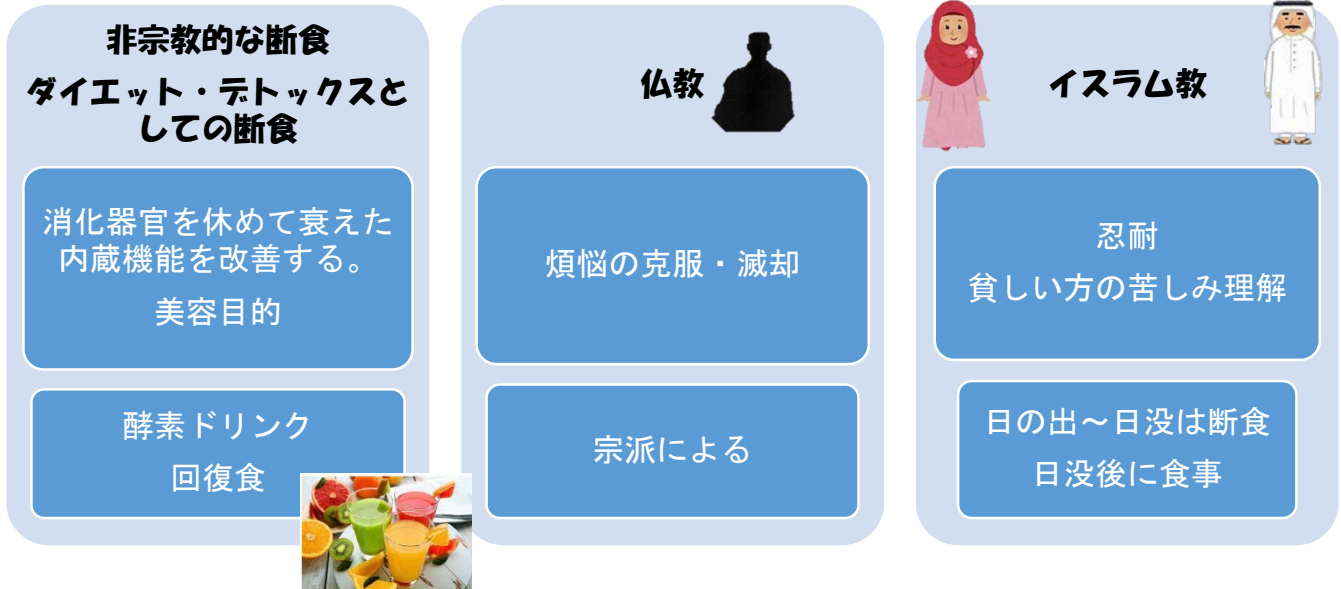 非宗教的な断食
ダイエット・デトックスと
しての断食
消化器官を休めて衰えた
内蔵機能を改善する。
美容目的
酵素ドリンク
回復食
仏教
煩悩の克服・滅却
宗派による
イスラム教
忍耐
貧しい方の苦しみ理解
日の出～日没は断食
日没後に食事